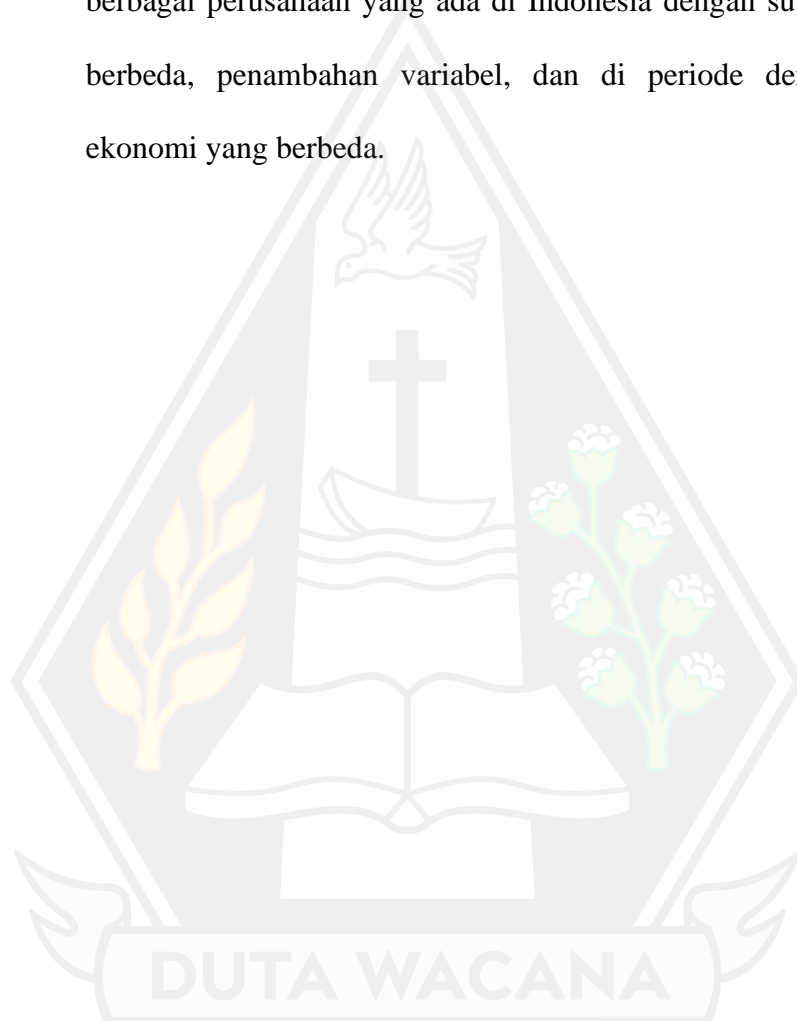 berbagai perusahaan yang ada di Indonesia dengan
berbeda, penambahan variabel, dan di periode
ekonomi yang berbeda.
DUTA WACANA